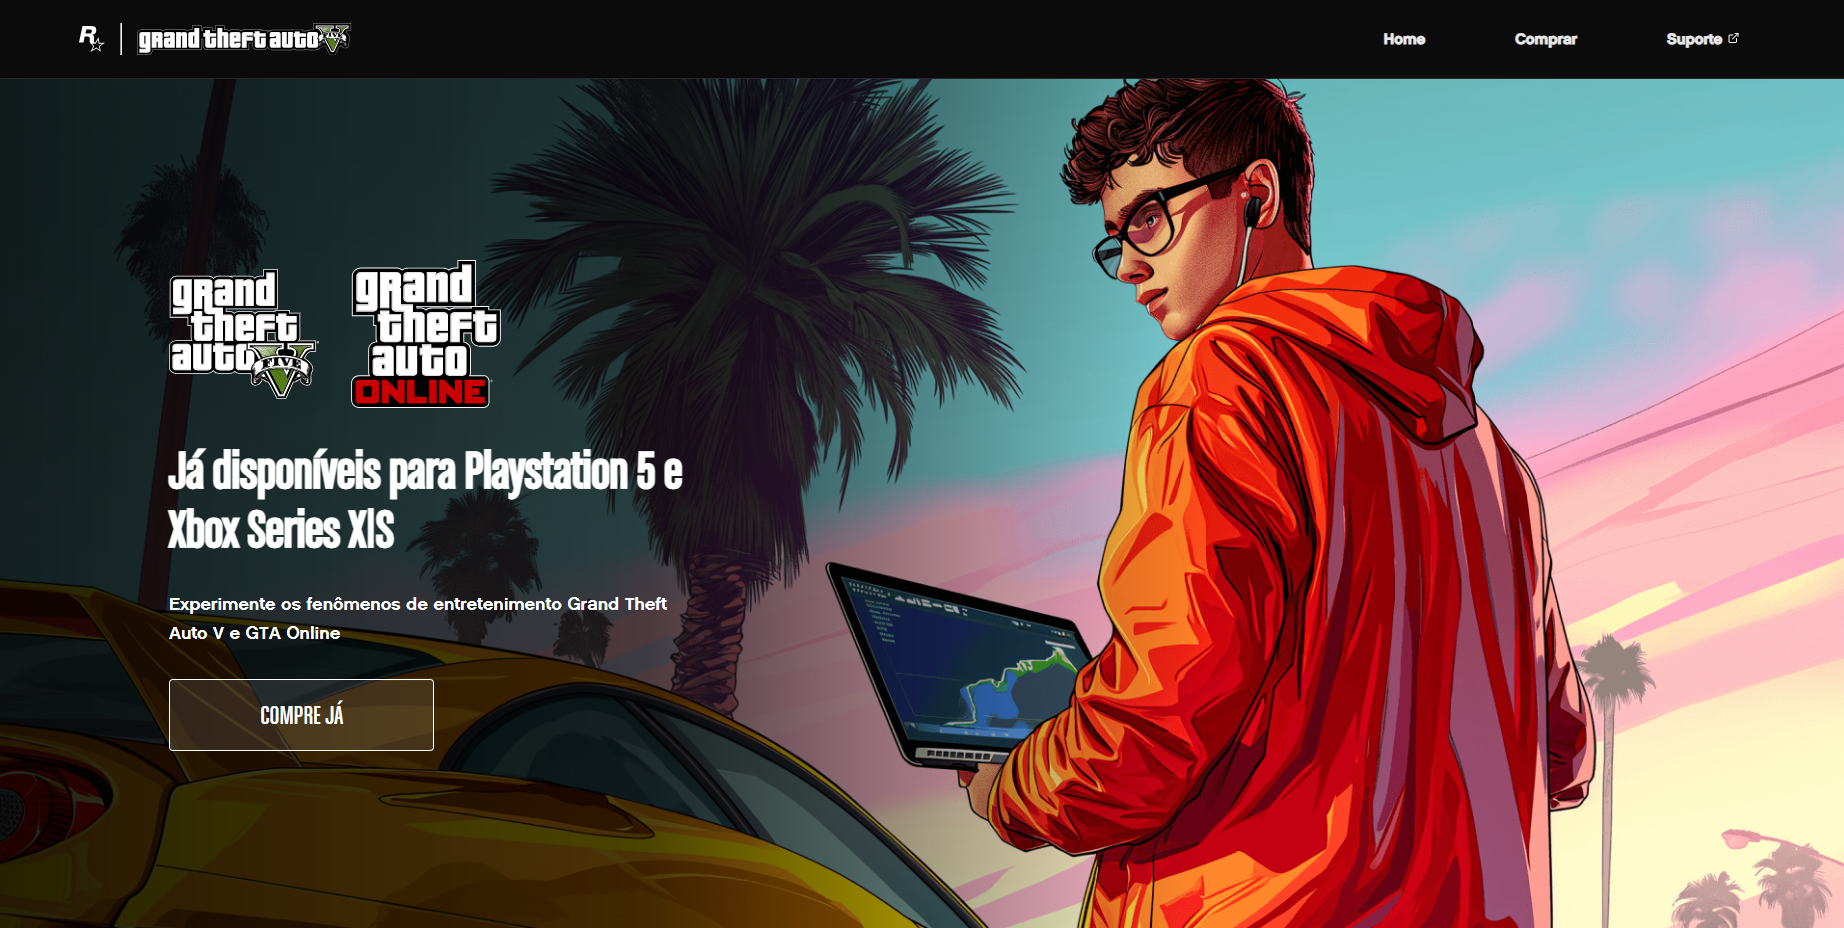 R
grand theft auto V
FIVE
Home
Comprar
Suporte
grand
theft
auto V
FIVE
grand
theft
auto
ONLINE
Já disponíveis para Playstation 5 e
Xbox Series X|S
Experimente os fenômenos de entretenimento Grand Theft
Auto V e GTA Online
COMPRE JÁ